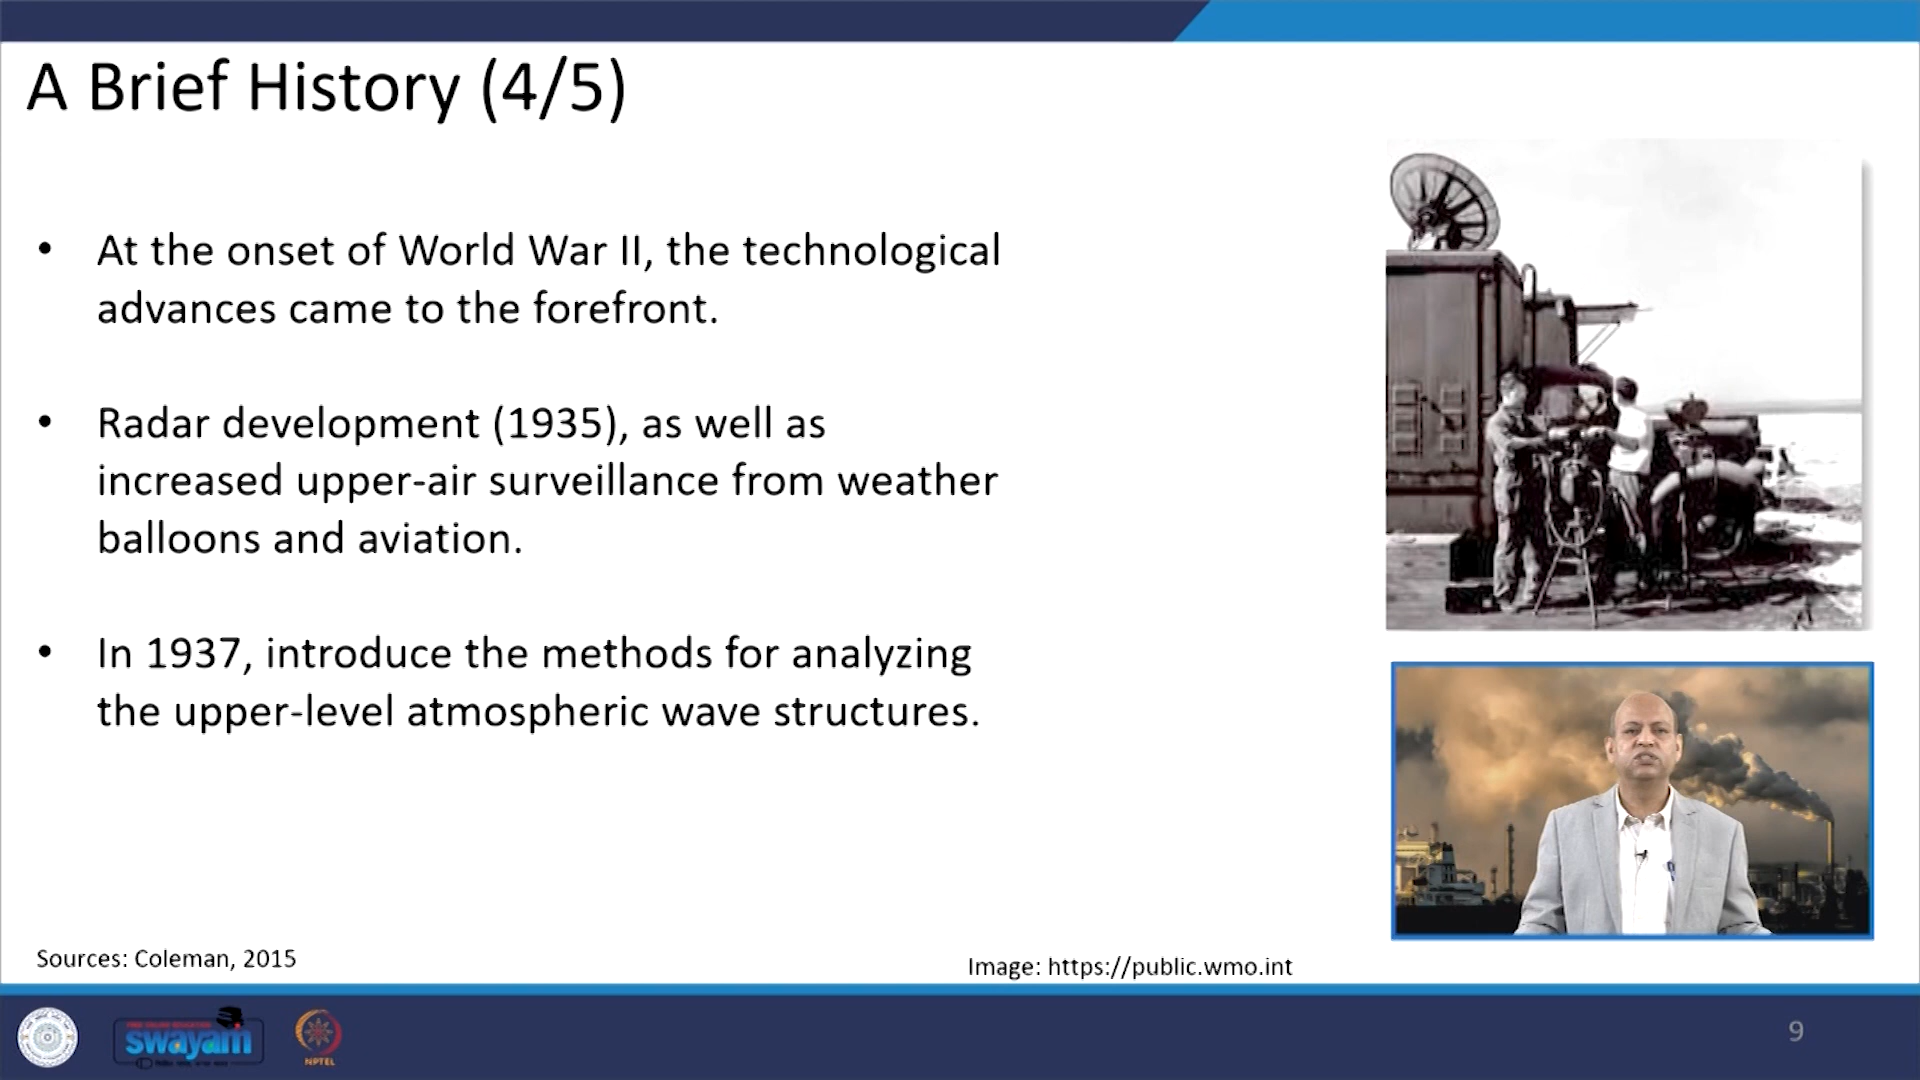 A Brief History (4/5)
• At the onset of World War II, the technological
advances came to the forefront.
• Radar development (1935), as well as
increased upper-air surveillance from weather
balloons and aviation.
• In 1937, introduce the methods for analyzing
the upper-level atmospheric wave structures.
Sources: Coleman, 2015
Image: https://public.wmo.int
swayam
NPTEL
9